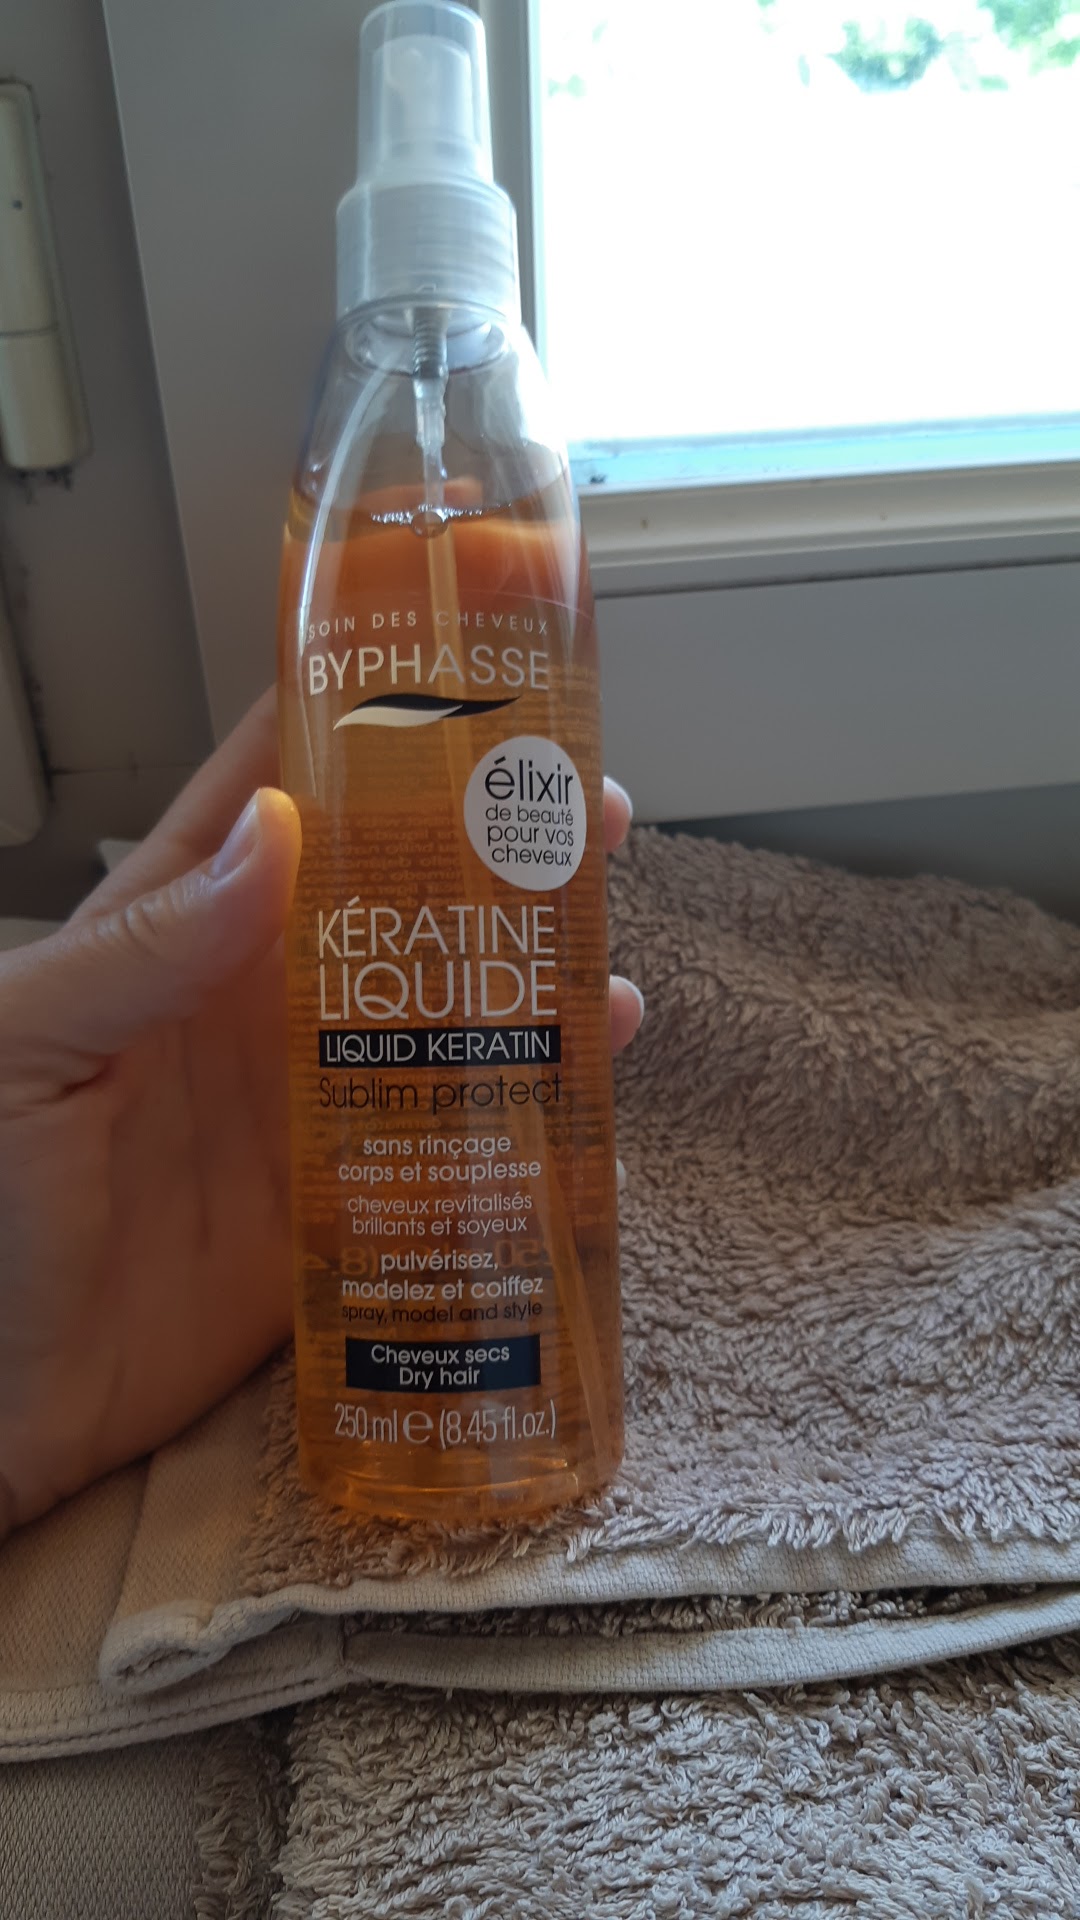 SOIN DES CHEVEUX
BYPHASSE
élixir
de beauté
pour vos
cheveux
KÉRATINE
LIQUIDE
LIQUID KERATIN
Sublim protect
sans rinçage
corps et souplesse
cheveux revitalisés
brillants et soyeux
pulvérisez,
modelez et coiffez
spray, model and style
Cheveux secs
Dry hair
250 ml e (8.45 fl.oz.)